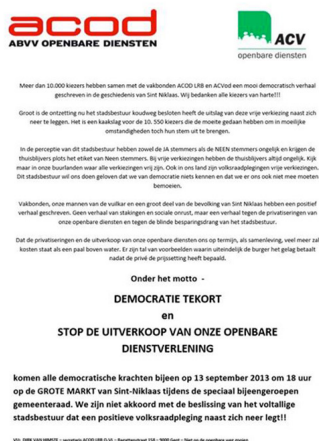 acod
ABVV OPENBARE DIENSTEN
ACV
openbare diensten
Meer dan 10.000 kiezers hebben samen met de vakbonden ACOD LRB en ACVod een mooi democratisch verhaal
geschreven in de geschiedenis van Sint Niklaas. Wij bedanken alle kiezers van harte!!!
Groot is de ontzetting nu het stadsbestuur koudweg besloten heeft de uitslag van deze vrije verkiezing naast zich
neer te leggen. Het is een kaakslag voor de 10. 550 kiezers die de moeite gedaan hebben om in moeilijke
omstandigheden toch hun stem uit te brengen.
In de perceptie van dit stadsbestuur hebben zowel de JA stemmers als de NEEN stemmers ongelijk en krijgen de
thuisblijvers plots het etiket van Neen stemmers. Bij vrije verkiezingen hebben de thuisblijvers altijd ongelijk. Kijk
maar in onze buurlanden waar alle verkiezingen vrij zijn. Ook in ons land zijn volksraadplegingen vrije verkiezingen.
Dit stadsbestuur wil ons doen geloven dat we van democratie niets kennen en dat we er ons ook niet mee moeten
bemoeien.
Vakbonden, onze mannen van de vuilkar en een groot deel van de bevolking van Sint Niklaas hebben een positief
verhaal geschreven. Geen verhaal van stakingen en sociale onrust, maar een verhaal tegen de privatiseringen van
onze openbare diensten en tegen de blinde besparingsdrang van het stadsbestuur.
Dat de privatiseringen en de uitverkoop van onze openbare diensten ons op termijn, als samenleving, veel meer zal
kosten staat als een paal boven water. Er zijn tal van voorbeelden waarin uiteindelijk de burger het gelag betaalt
nadat de privé de prijszetting heeft bepaald.
Onder het motto -
DEMOCRATIE TEKORT
en
STOP DE UITVERKOOP VAN ONZE OPENBARE
DIENSTVERLENING
komen alle democratische krachten bijeen op 13 september 2013 om 18 uur
op de GROTE MARKT van Sint-Niklaas tijdens de speciaal bijeengeroepen
gemeenteraad. We zijn niet akkoord met de beslissing van het voltallige
stadsbestuur dat een positieve volksraadpleging naast zich neer legt!!